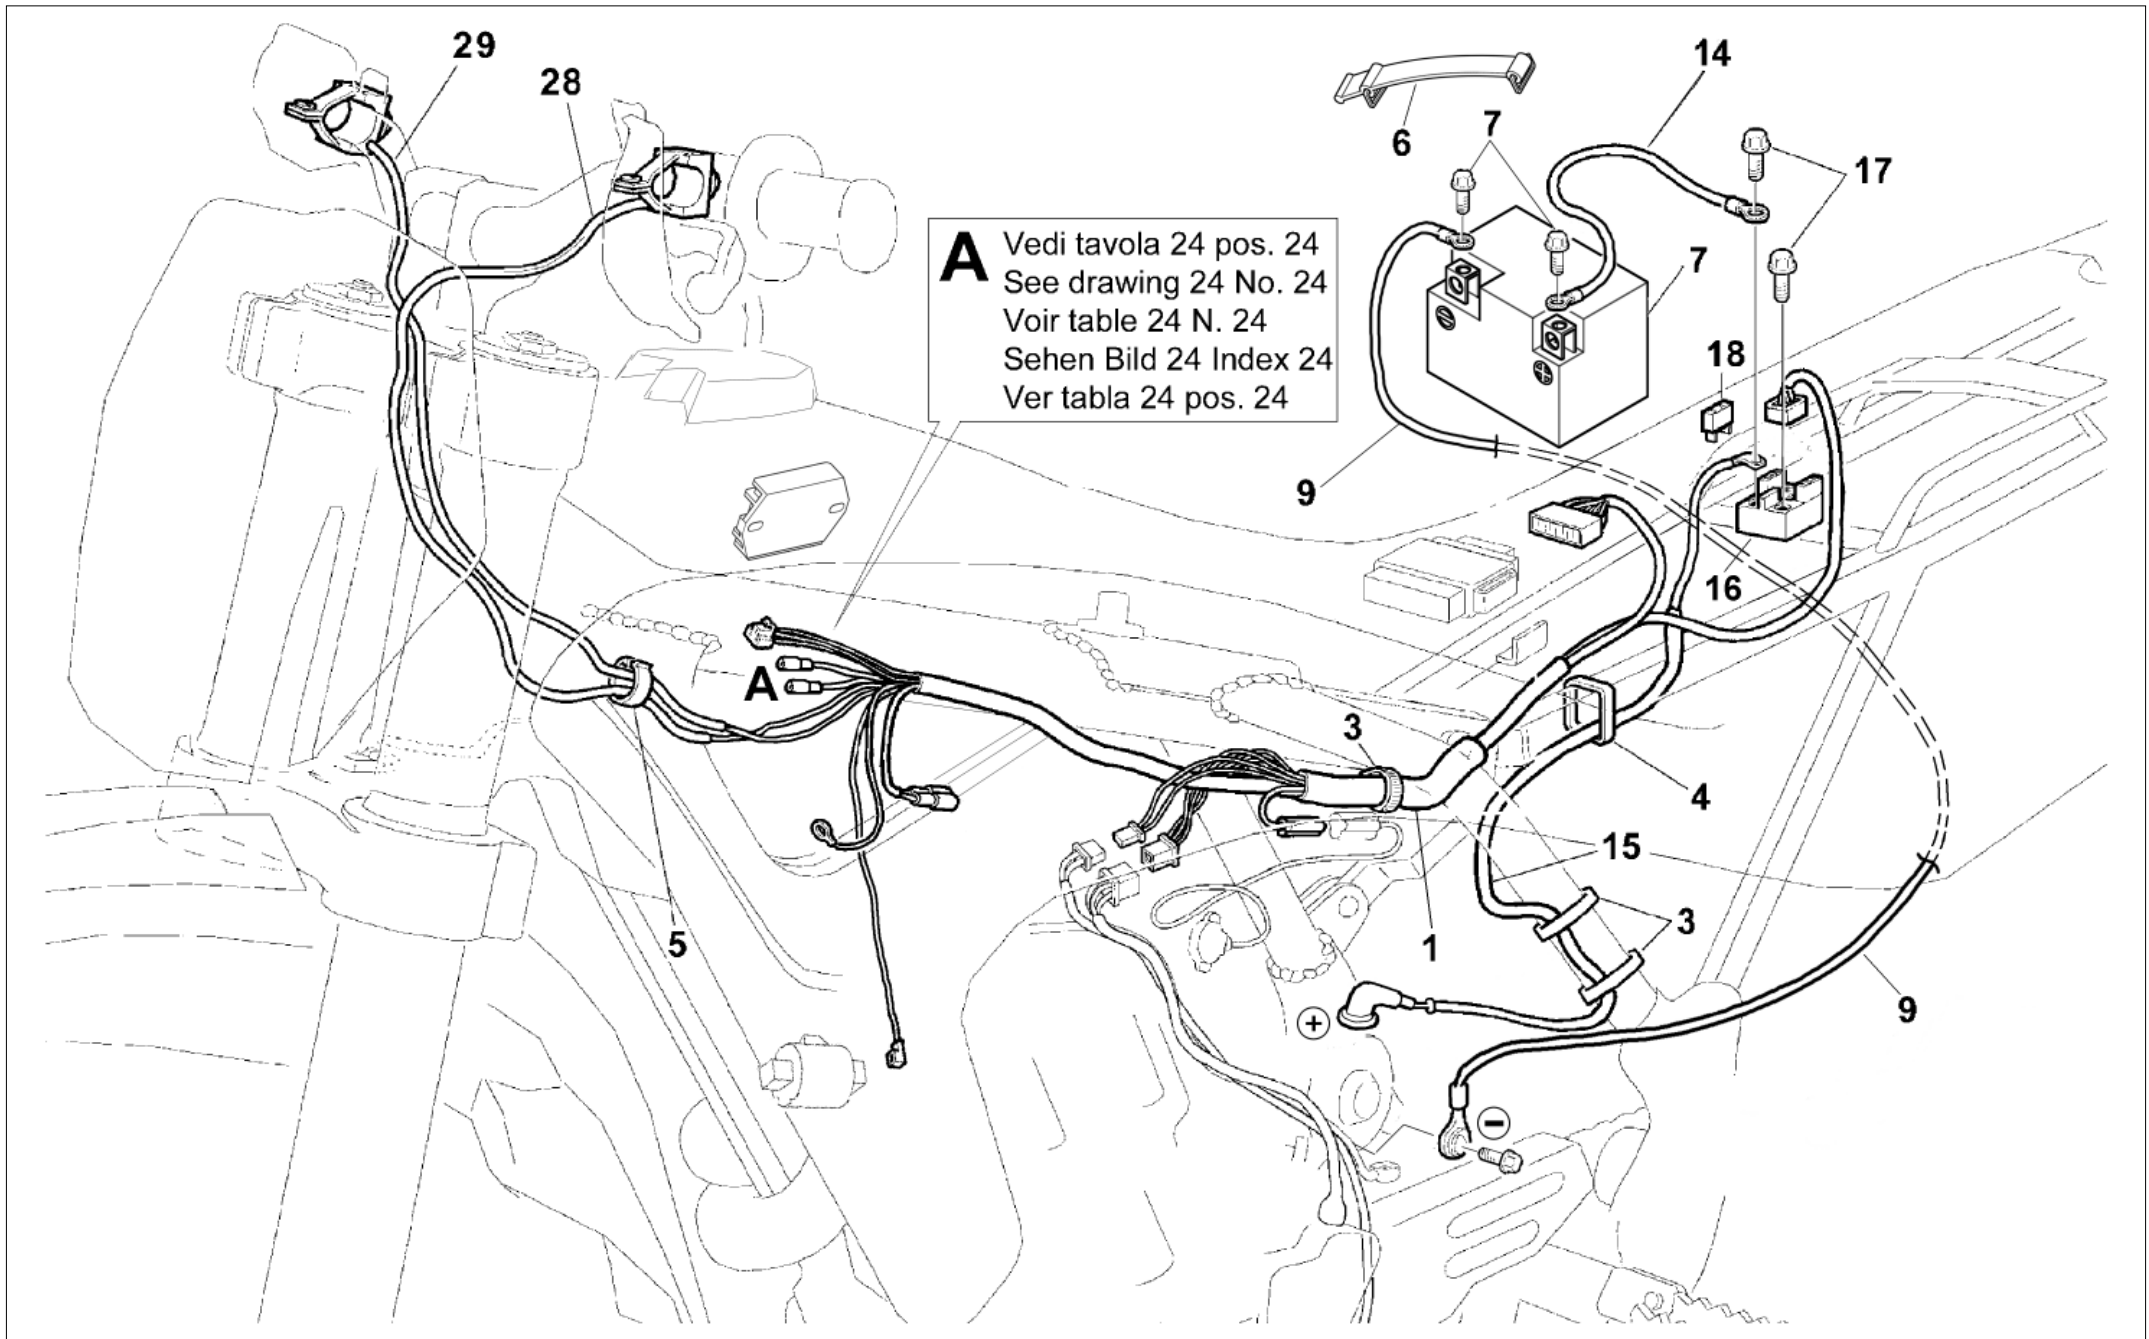 29
28
14
6
7
17
A
Vedi tavola 24 pos. 24
See drawing 24 No. 24
Voir table 24 N. 24
Sehen Bild 24 Index 24
Ver tabla 24 pos. 24
7
18
9
16
A
3
4
15
5
1
3
9
+
−